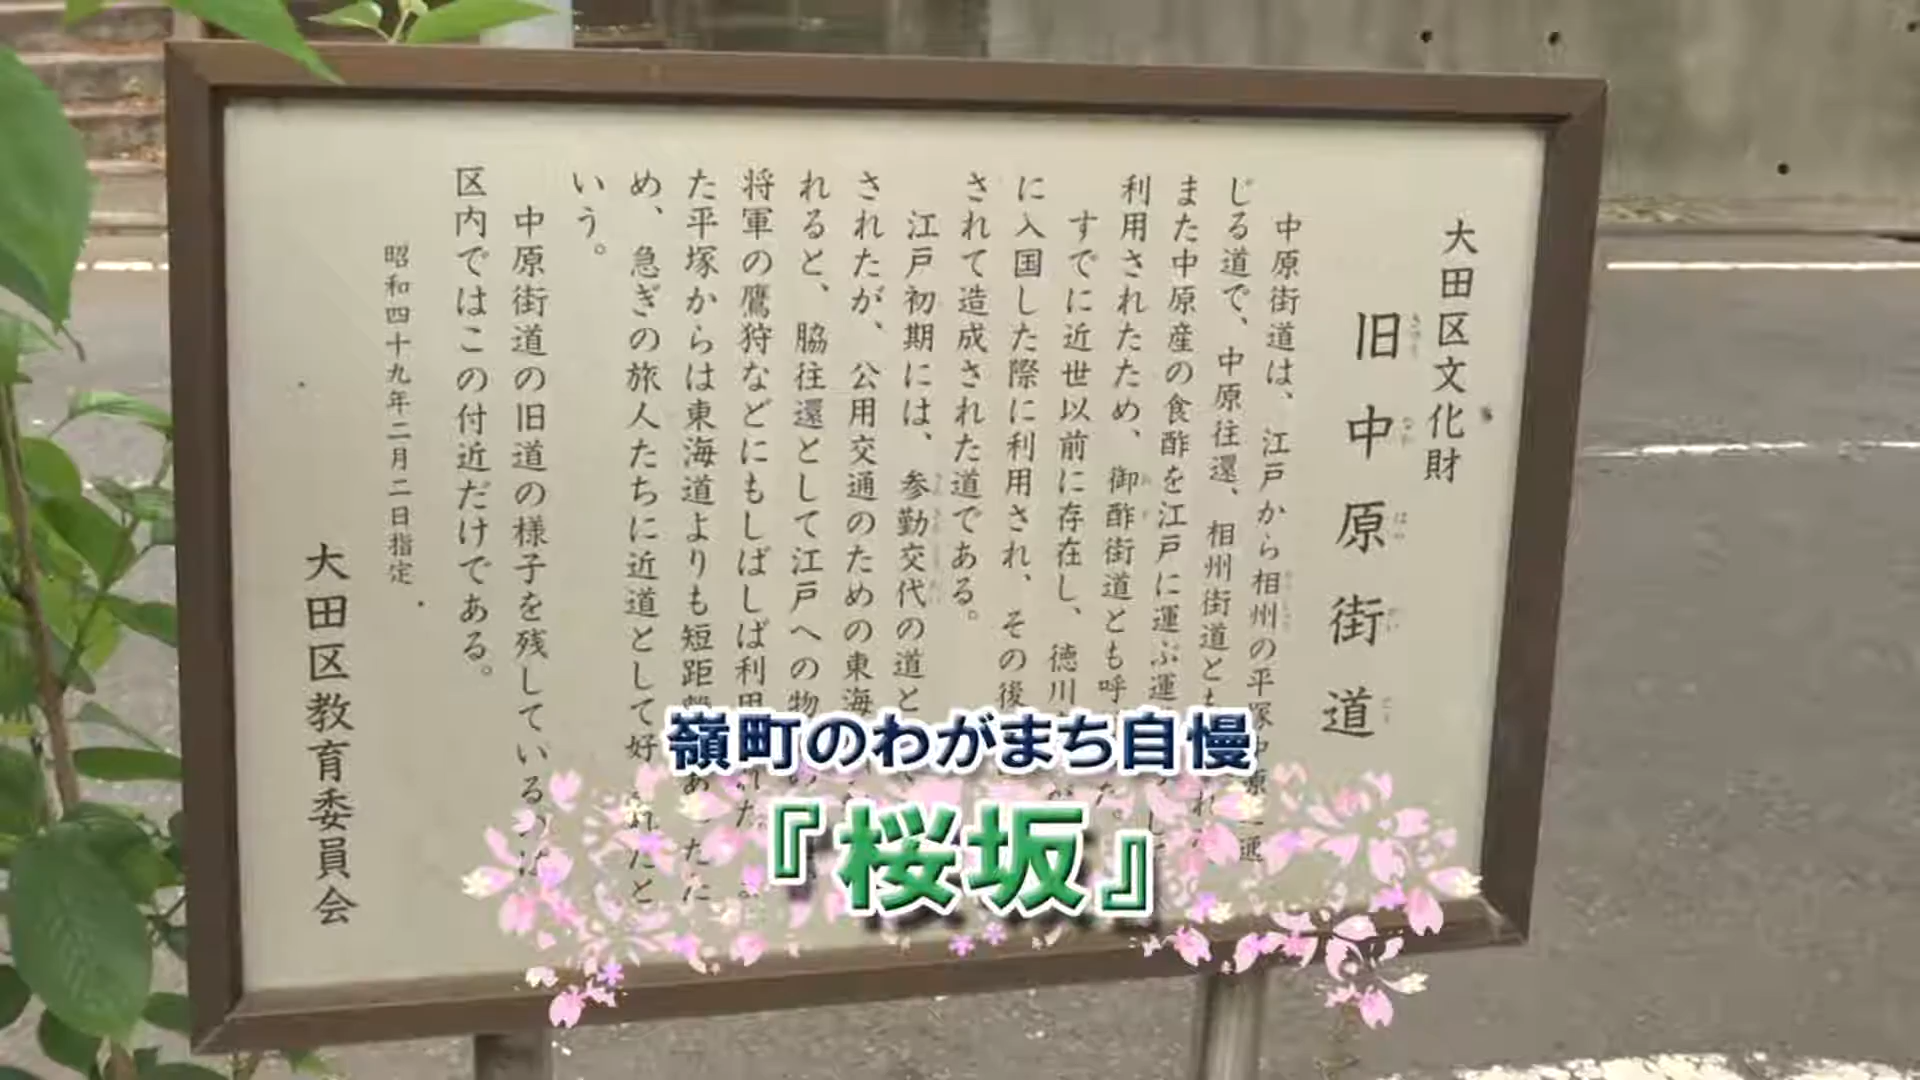 大田区文化財
旧中原街道
中原街道は、江戸から相州の平塚中原
じる道で、中原往還、相州街道とも
また中原産の食酢を江戸に運ぶ運
利用されたため、御酢街道とも呼
すでに近世以前に存在し、徳川
に入国した際に利用され、その後
されて造成された道である。
江戸初期には、参勤交代の道と
されたが、公用交通のための東海
れると、脇往還として江戸への物
将軍の鷹狩などにもしばしば利用
た平塚からは東海道よりも短距
め、急ぎの旅人たちに近道として好
いう。
中原街道の旧道の様子を残しているのは
区内ではこの付近だけである。
昭和四十九年二月二日指定
大田区教育委員会
嶺町のわがまち自慢
『桜坂』